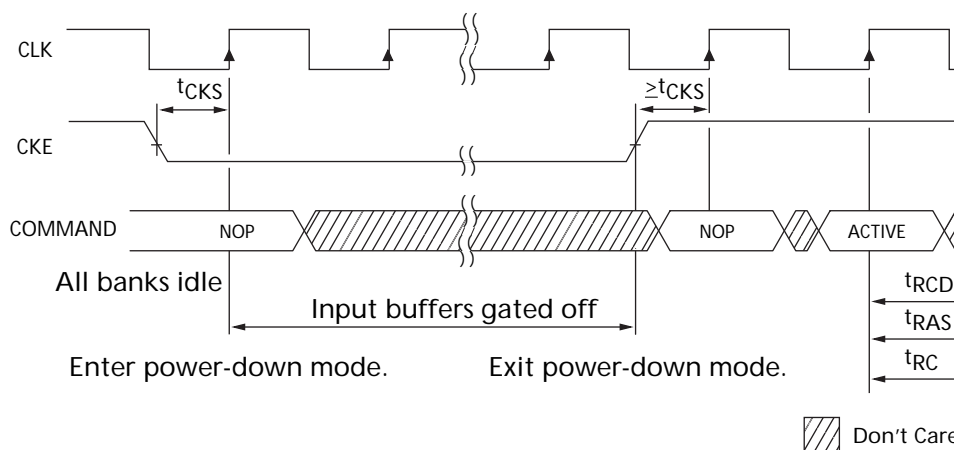 CLK
tCKS
≥tCKS
CKE
COMMAND
NOP
NOP
ACTIVE
All banks idle
Input buffers gated off
tRCD
tRAS
tRC
Enter power-down mode.
Exit power-down mode.
Don't Care